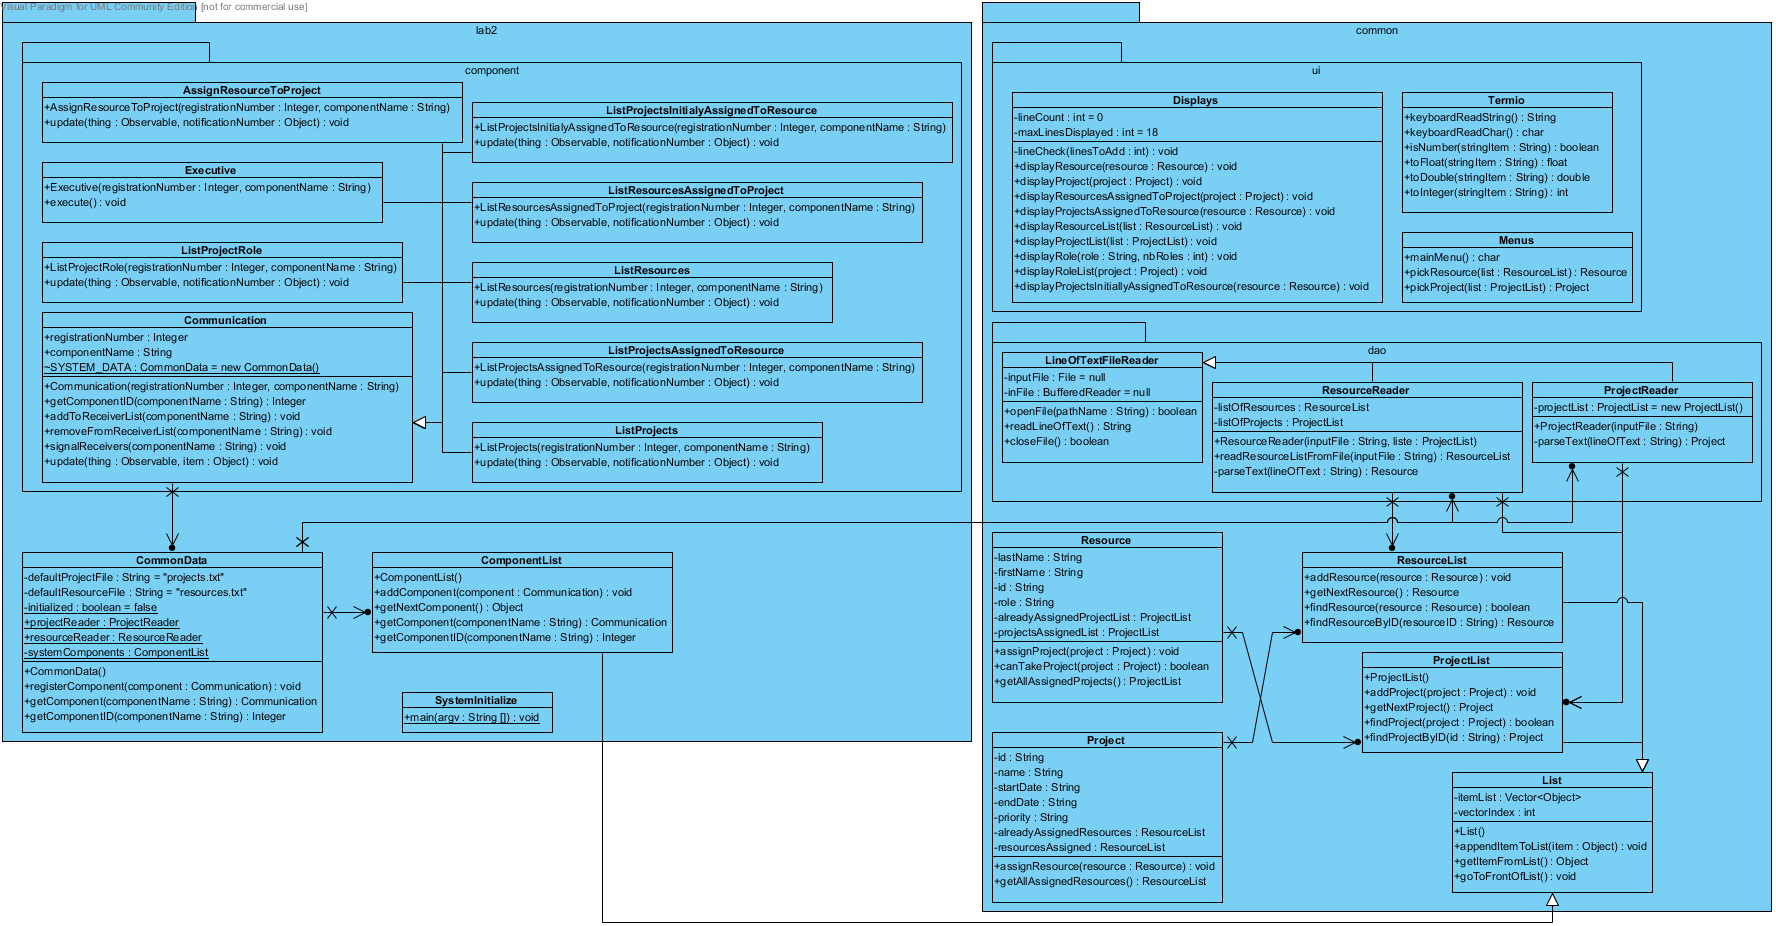 Visual Paradigm for UML Community Edition [not for commercial use]
lab2
component
AssignResourceToProject
+AssignResourceToProject(registrationNumber : Integer, componentName : String)
+update(thing : Observable, notificationNumber : Object) : void
ListProjectsInitialyAssignedToResource
+ListProjectsInitialyAssignedToResource(registrationNumber : Integer, componentName : String)
+update(thing : Observable, notificationNumber : Object) : void
Executive
+Executive(registrationNumber : Integer, componentName : String)
+execute() : void
ListResourcesAssignedToProject
+ListResourcesAssignedToProject(registrationNumber : Integer, componentName : String)
+update(thing : Observable, notificationNumber : Object) : void
ListProjectRole
+ListProjectRole(registrationNumber : Integer, componentName : String)
+update(thing : Observable, notificationNumber : Object) : void
ListResources
+ListResources(registrationNumber : Integer, componentName : String)
+update(thing : Observable, notificationNumber : Object) : void
Communication
+registrationNumber : Integer
+componentName : String
~SYSTEM_DATA : CommonData = new CommonData()
+Communication(registrationNumber : Integer, componentName : String)
+getComponentID(componentName : String) : Integer
+addToReceiverList(componentName : String) : void
+removeFromReceiverList(componentName : String) : void
+signalReceivers(componentName : String) : void
+update(thing : Observable, item : Object) : void
ListProjectsAssignedToResource
+ListProjectsAssignedToResource(registrationNumber : Integer, componentName : String)
+update(thing : Observable, notificationNumber : Object) : void
ListProjects
+ListProjects(registrationNumber : Integer, componentName : String)
+update(thing : Observable, notificationNumber : Object) : void
CommonData
-defaultProjectFile : String = "projects.txt"
-defaultResourceFile : String = "resources.txt"
-initialized : boolean = false
+projectReader : ProjectReader
+resourceReader : ResourceReader
-systemComponents : ComponentList
+CommonData()
+registerComponent(component : Communication) : void
+getComponent(componentName : String) : Communication
+getComponentID(componentName : String) : Integer
ComponentList
+ComponentList()
+addComponent(component : Communication) : void
+getNextComponent() : Object
+getComponent(componentName : String) : Communication
+getComponentID(componentName : String) : Integer
SystemInitialize
+main(argv : String []) : void
common
ui
Displays
-lineCount : int = 0
-maxLinesDisplayed : int = 18
-lineCheck(linesToAdd : int) : void
+displayResource(resource : Resource) : void
+displayProject(project : Project) : void
+displayResourcesAssignedToProject(project : Project) : void
+displayProjectsAssignedToResource(resource : Resource) : void
+displayResourceList(list : ResourceList) : void
+displayProjectList(list : ProjectList) : void
+displayRole(role : String, nbRoles : int) : void
+displayRoleList(project : Project) : void
+displayProjectsInitiallyAssignedToResource(resource : Resource) : void
Termio
+keyboardReadString() : String
+keyboardReadChar() : char
+isNumber(stringItem : String) : boolean
+toFloat(stringItem : String) : float
+toDouble(stringItem : String) : double
+toInteger(stringItem : String) : int
Menus
+mainMenu() : char
+pickResource(list : ResourceList) : Resource
+pickProject(list : ProjectList) : Project
dao
LineOfTextFileReader
-inputFile : File = null
-inFile : BufferedReader = null
+openFile(pathName : String) : boolean
+readLineOfText() : String
+closeFile() : boolean
ResourceReader
-listOfResources : ResourceList
-listOfProjects : ProjectList
+ResourceReader(inputFile : String, liste : ProjectList)
+readResourceListFromFile(inputFile : String) : ResourceList
-parseText(lineOfText : String) : Resource
ProjectReader
-projectList : ProjectList = new ProjectList()
+ProjectReader(inputFile : String)
-parseText(lineOfText : String) : Project
Resource
-lastName : String
-firstName : String
-id : String
-role : String
-alreadyAssignedProjectList : ProjectList
-projectsAssignedList : ProjectList
+assignProject(project : Project) : void
+canTakeProject(project : Project) : boolean
+getAllAssignedProjects() : ProjectList
ResourceList
+addResource(resource : Resource) : void
+getNextResource() : Resource
+findResource(resource : Resource) : boolean
+findResourceByID(resourceID : String) : Resource
ProjectList
+ProjectList()
+addProject(project : Project) : void
+getNextProject() : Project
+findProject(project : Project) : boolean
+findProjectByID(id : String) : Project
Project
-id : String
-name : String
-startDate : String
-endDate : String
-priority : String
-alreadyAssignedResources : ResourceList
-resourcesAssigned : ResourceList
+assignResource(resource : Resource) : void
+getAllAssignedResources() : ResourceList
List
-itemList : Vector<Object>
-vectorIndex : int
+List()
+appendItemToList(item : Object) : void
+getItemFromList() : Object
+goToFrontOfList() : void